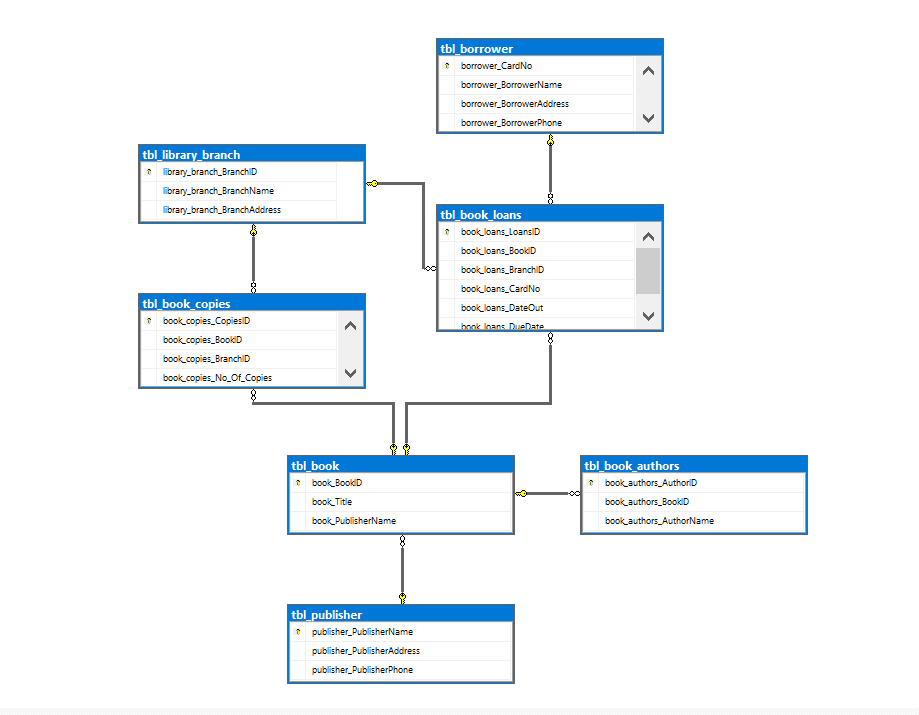 tbl_borrower
borrower_CardNo
borrower_BorrowerName
borrower_BorrowerAddress
borrower_BorrowerPhone
tbl_library_branch
library_branch_BranchID
library_branch_BranchName
library_branch_BranchAddress
tbl_book_loans
book_loans_LoansID
book_loans_BookID
book_loans_BranchID
book_loans_CardNo
book_loans_DateOut
book_loans_DueDate
tbl_book_copies
book_copies_CopiesID
book_copies_BookID
book_copies_BranchID
book_copies_No_Of_Copies
tbl_book
book_BookID
book_Title
book_PublisherName
tbl_book_authors
book_authors_AuthorID
book_authors_BookID
book_authors_AuthorName
tbl_publisher
publisher_PublisherName
publisher_PublisherAddress
publisher_PublisherPhone